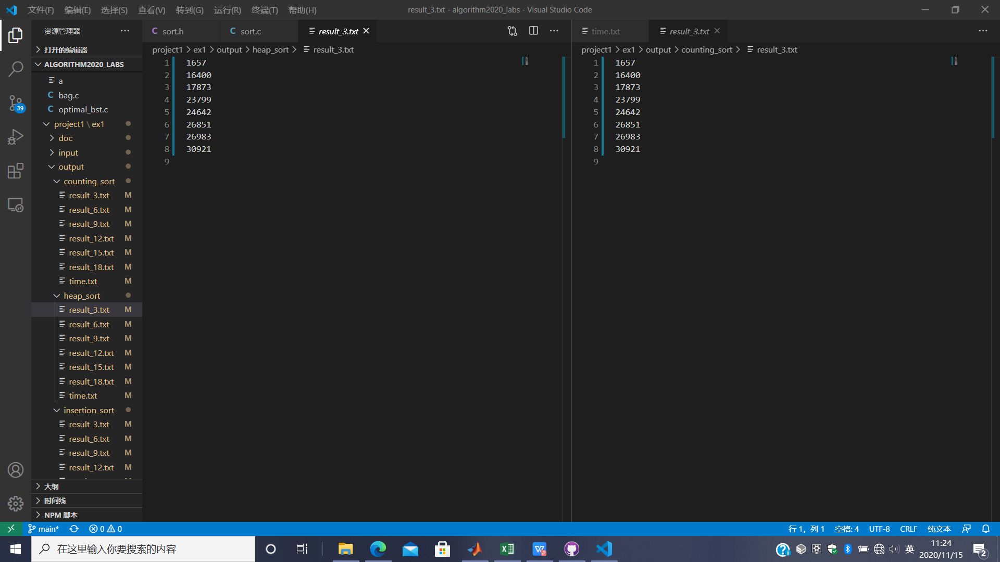 文件(F) 编辑(E) 选择(S) 查看(V) 转到(G) 运行(R) 终端(T) 帮助(H) result_3.txt - algorithm2020_labs - Visual Studio Code
资源管理器
打开的编辑器
ALGORITHM2020_LABS
a
bag.c
optimal_bst.c
project1 \ ex1
doc
input
output
counting_sort
result_3.txt M
result_6.txt M
result_9.txt M
result_12.txt M
result_15.txt M
result_18.txt M
time.txt M
heap_sort
result_3.txt M
result_6.txt M
result_9.txt M
result_12.txt M
result_15.txt M
result_18.txt M
time.txt M
insertion_sort
result_3.txt M
result_6.txt M
result_9.txt M
result_12.txt M
大纲
时间线
NPM 脚本
39
C sort.h C sort.c result_3.txt
project1 > ex1 > output > heap_sort > result_3.txt
1 1657
2 16400
3 17873
4 23799
5 24642
6 26851
7 26983
8 30921
9
time.txt result_3.txt
project1 > ex1 > output > counting_sort > result_3.txt
1 1657
2 16400
3 17873
4 23799
5 24642
6 26851
7 26983
8 30921
9
main* 0 0 行 1，列 1 空格: 4 UTF-8 CRLF 纯文本
在这里输入你要搜索的内容
英
11:24
2020/11/15
2